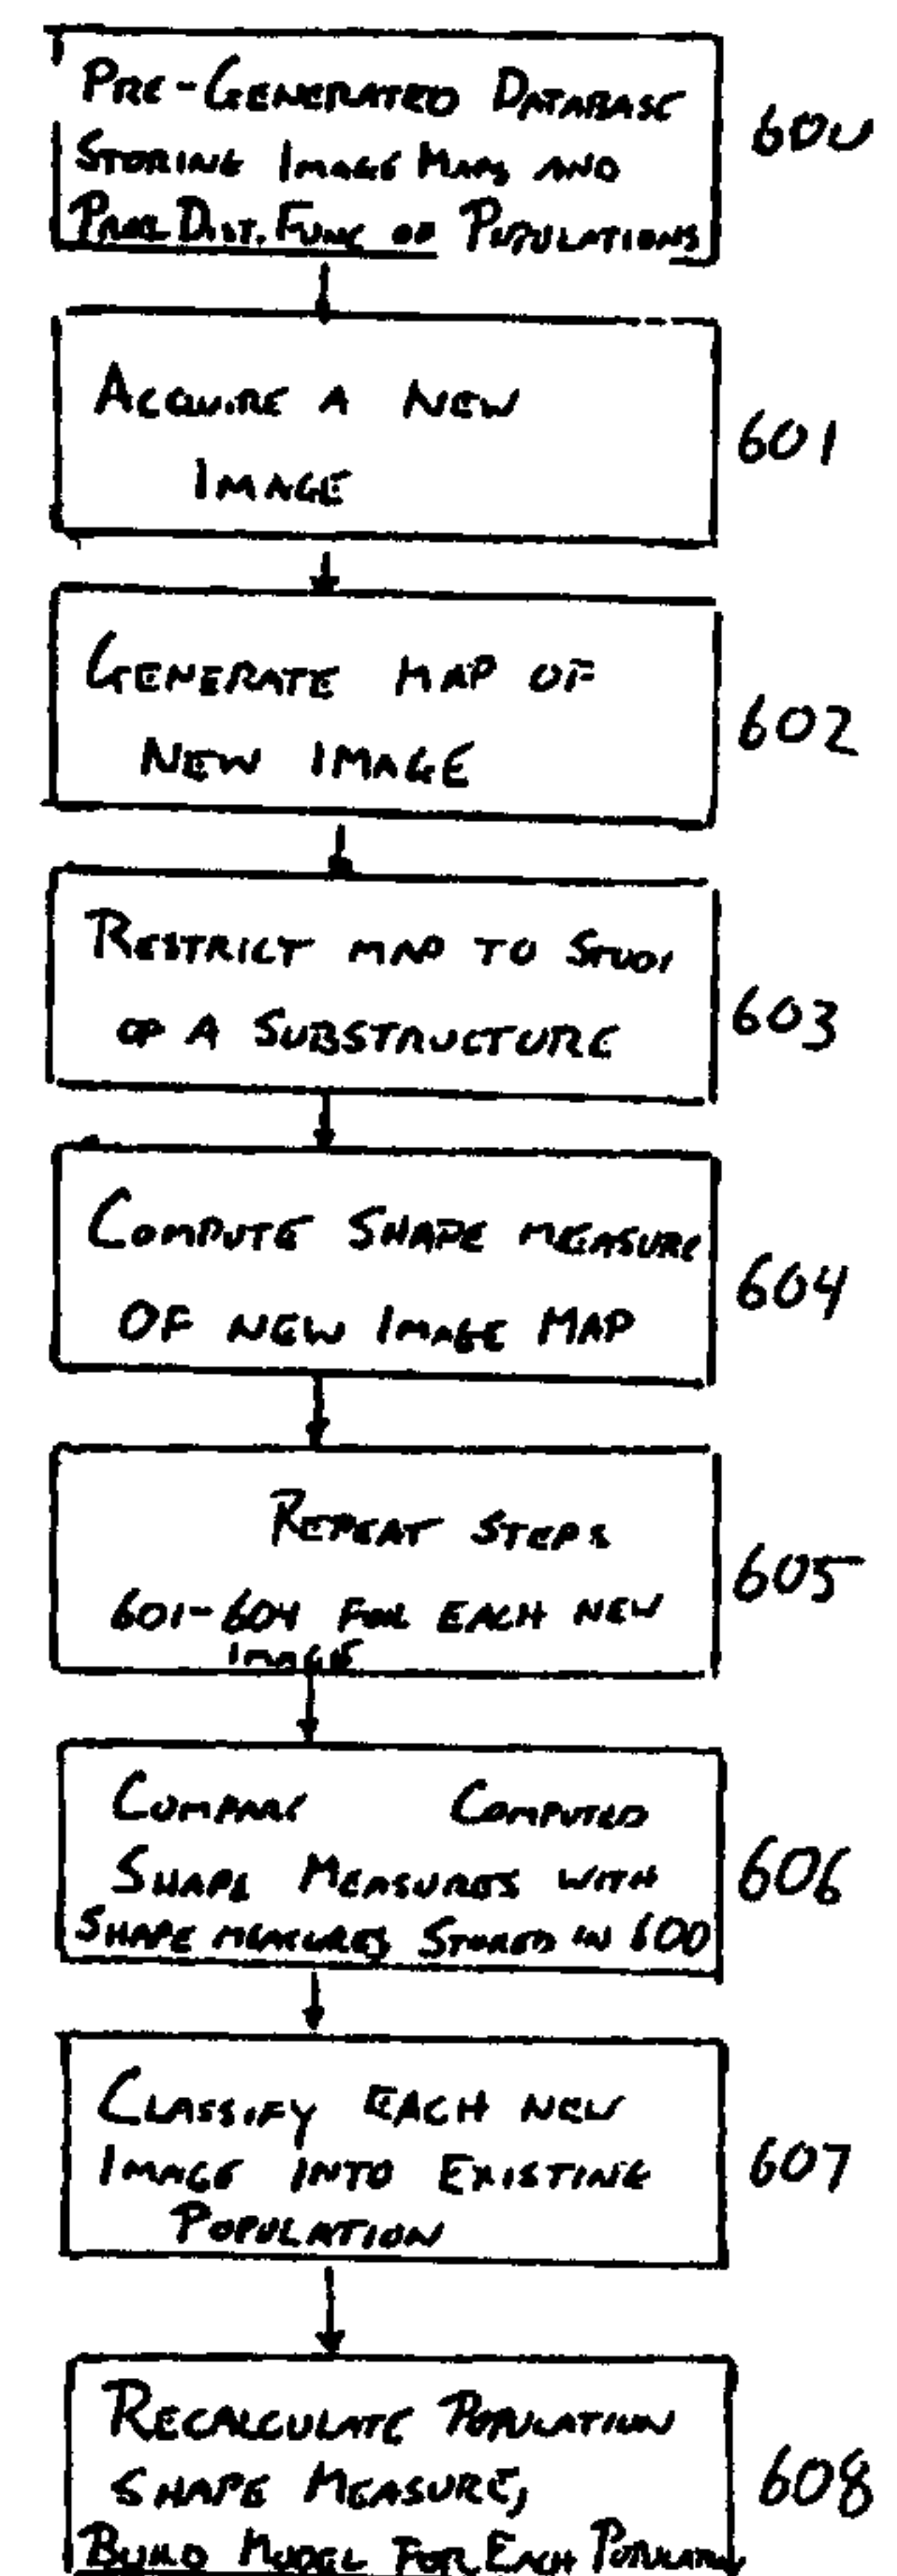 PRE-GENERATED DATABASE
600
STORING IMAGE MAPS AND
PROB. DIST. FUNC OF POPULATIONS
ACQUIRE A NEW
601
IMAGE
GENERATE MAP OF
602
NEW IMAGE
RESTRICT MAP TO STUDY
603
OF A SUBSTRUCTURE
COMPUTE SHAPE MEASURE
604
OF NEW IMAGE MAP
REPEAT STEPS
605
601-604 FOR EACH NEW
IMAGE
COMPARE COMPUTED
SHAPE MEASURES WITH
606
SHAPE MEASURES STORED IN 600
CLASSIFY EACH NEW
IMAGE INTO EXISTING
607
POPULATION
RECALCULATE POPULATION
SHAPE MEASURE,
608
BUILD MODEL FOR EACH POPULATION